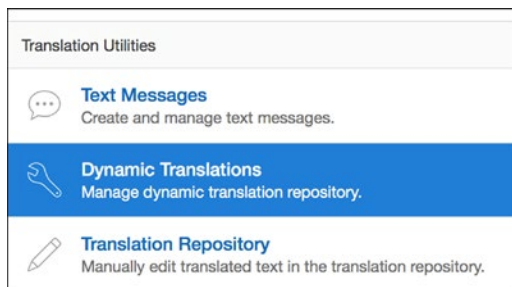 Translation Utilities
Text Messages
Create and manage text messages.
Dynamic Translations
Manage dynamic translation repository.
Translation Repository
Manually edit translated text in the translation repository.